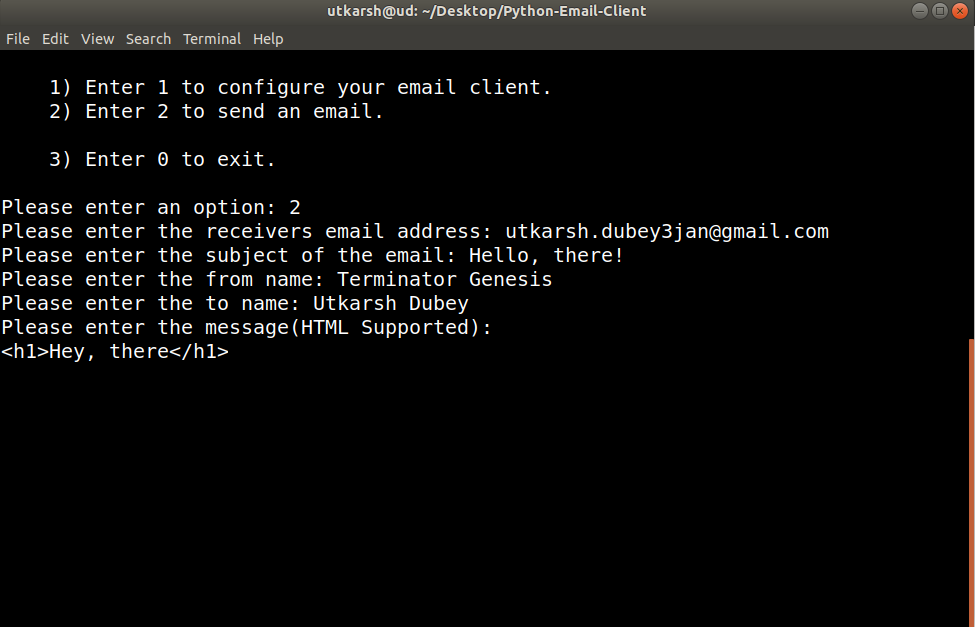 utkarsh@ud: ~/Desktop/Python-Email-Client
File Edit View Search Terminal Help
1) Enter 1 to configure your email client.
2) Enter 2 to send an email.
3) Enter 0 to exit.
Please enter an option: 2
Please enter the receivers email address: utkarsh.dubey3jan@gmail.com
Please enter the subject of the email: Hello, there!
Please enter the from name: Terminator Genesis
Please enter the to name: Utkarsh Dubey
Please enter the message(HTML Supported):
<h1>Hey, there</h1>